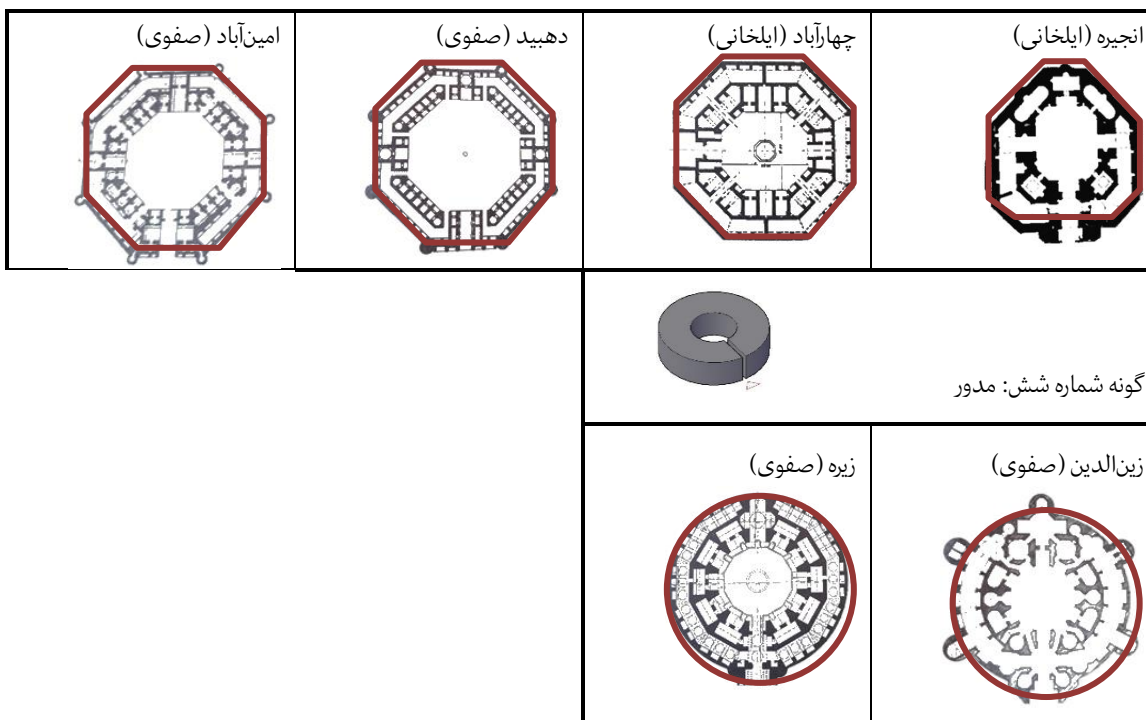 انجیره (ایلخانی)
چهارآباد (ایلخانی)
دهبید (صفوی)
امین‌آباد (صفوی)
گونه شماره شش: مدور
زین‌الدین (صفوی)
زیره (صفوی)